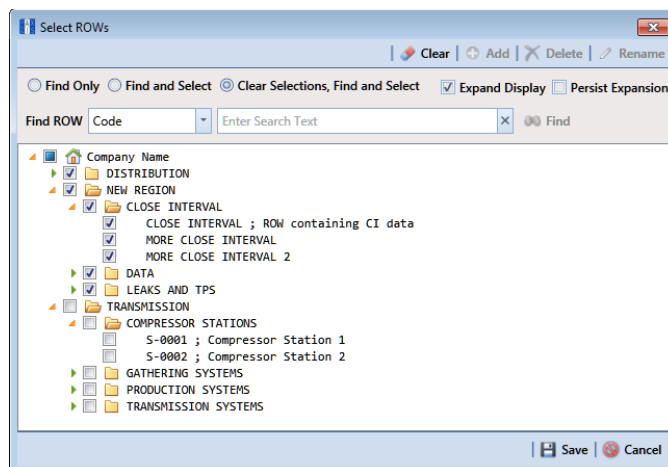 Select ROWs
Clear Add Delete Rename
Find Only Find and Select Clear Selections, Find and Select Expand Display Persist Expansion
Find ROW Code Enter Search Text Find
Company Name
DISTRIBUTION
NEW REGION
CLOSE INTERVAL
CLOSE INTERVAL ; ROW containing CI data
MORE CLOSE INTERVAL
MORE CLOSE INTERVAL 2
DATA
LEAKS AND TPS
TRANSMISSION
COMPRESSOR STATIONS
S-0001 ; Compressor Station 1
S-0002 ; Compressor Station 2
GATHERING SYSTEMS
PRODUCTION SYSTEMS
TRANSMISSION SYSTEMS
Save Cancel